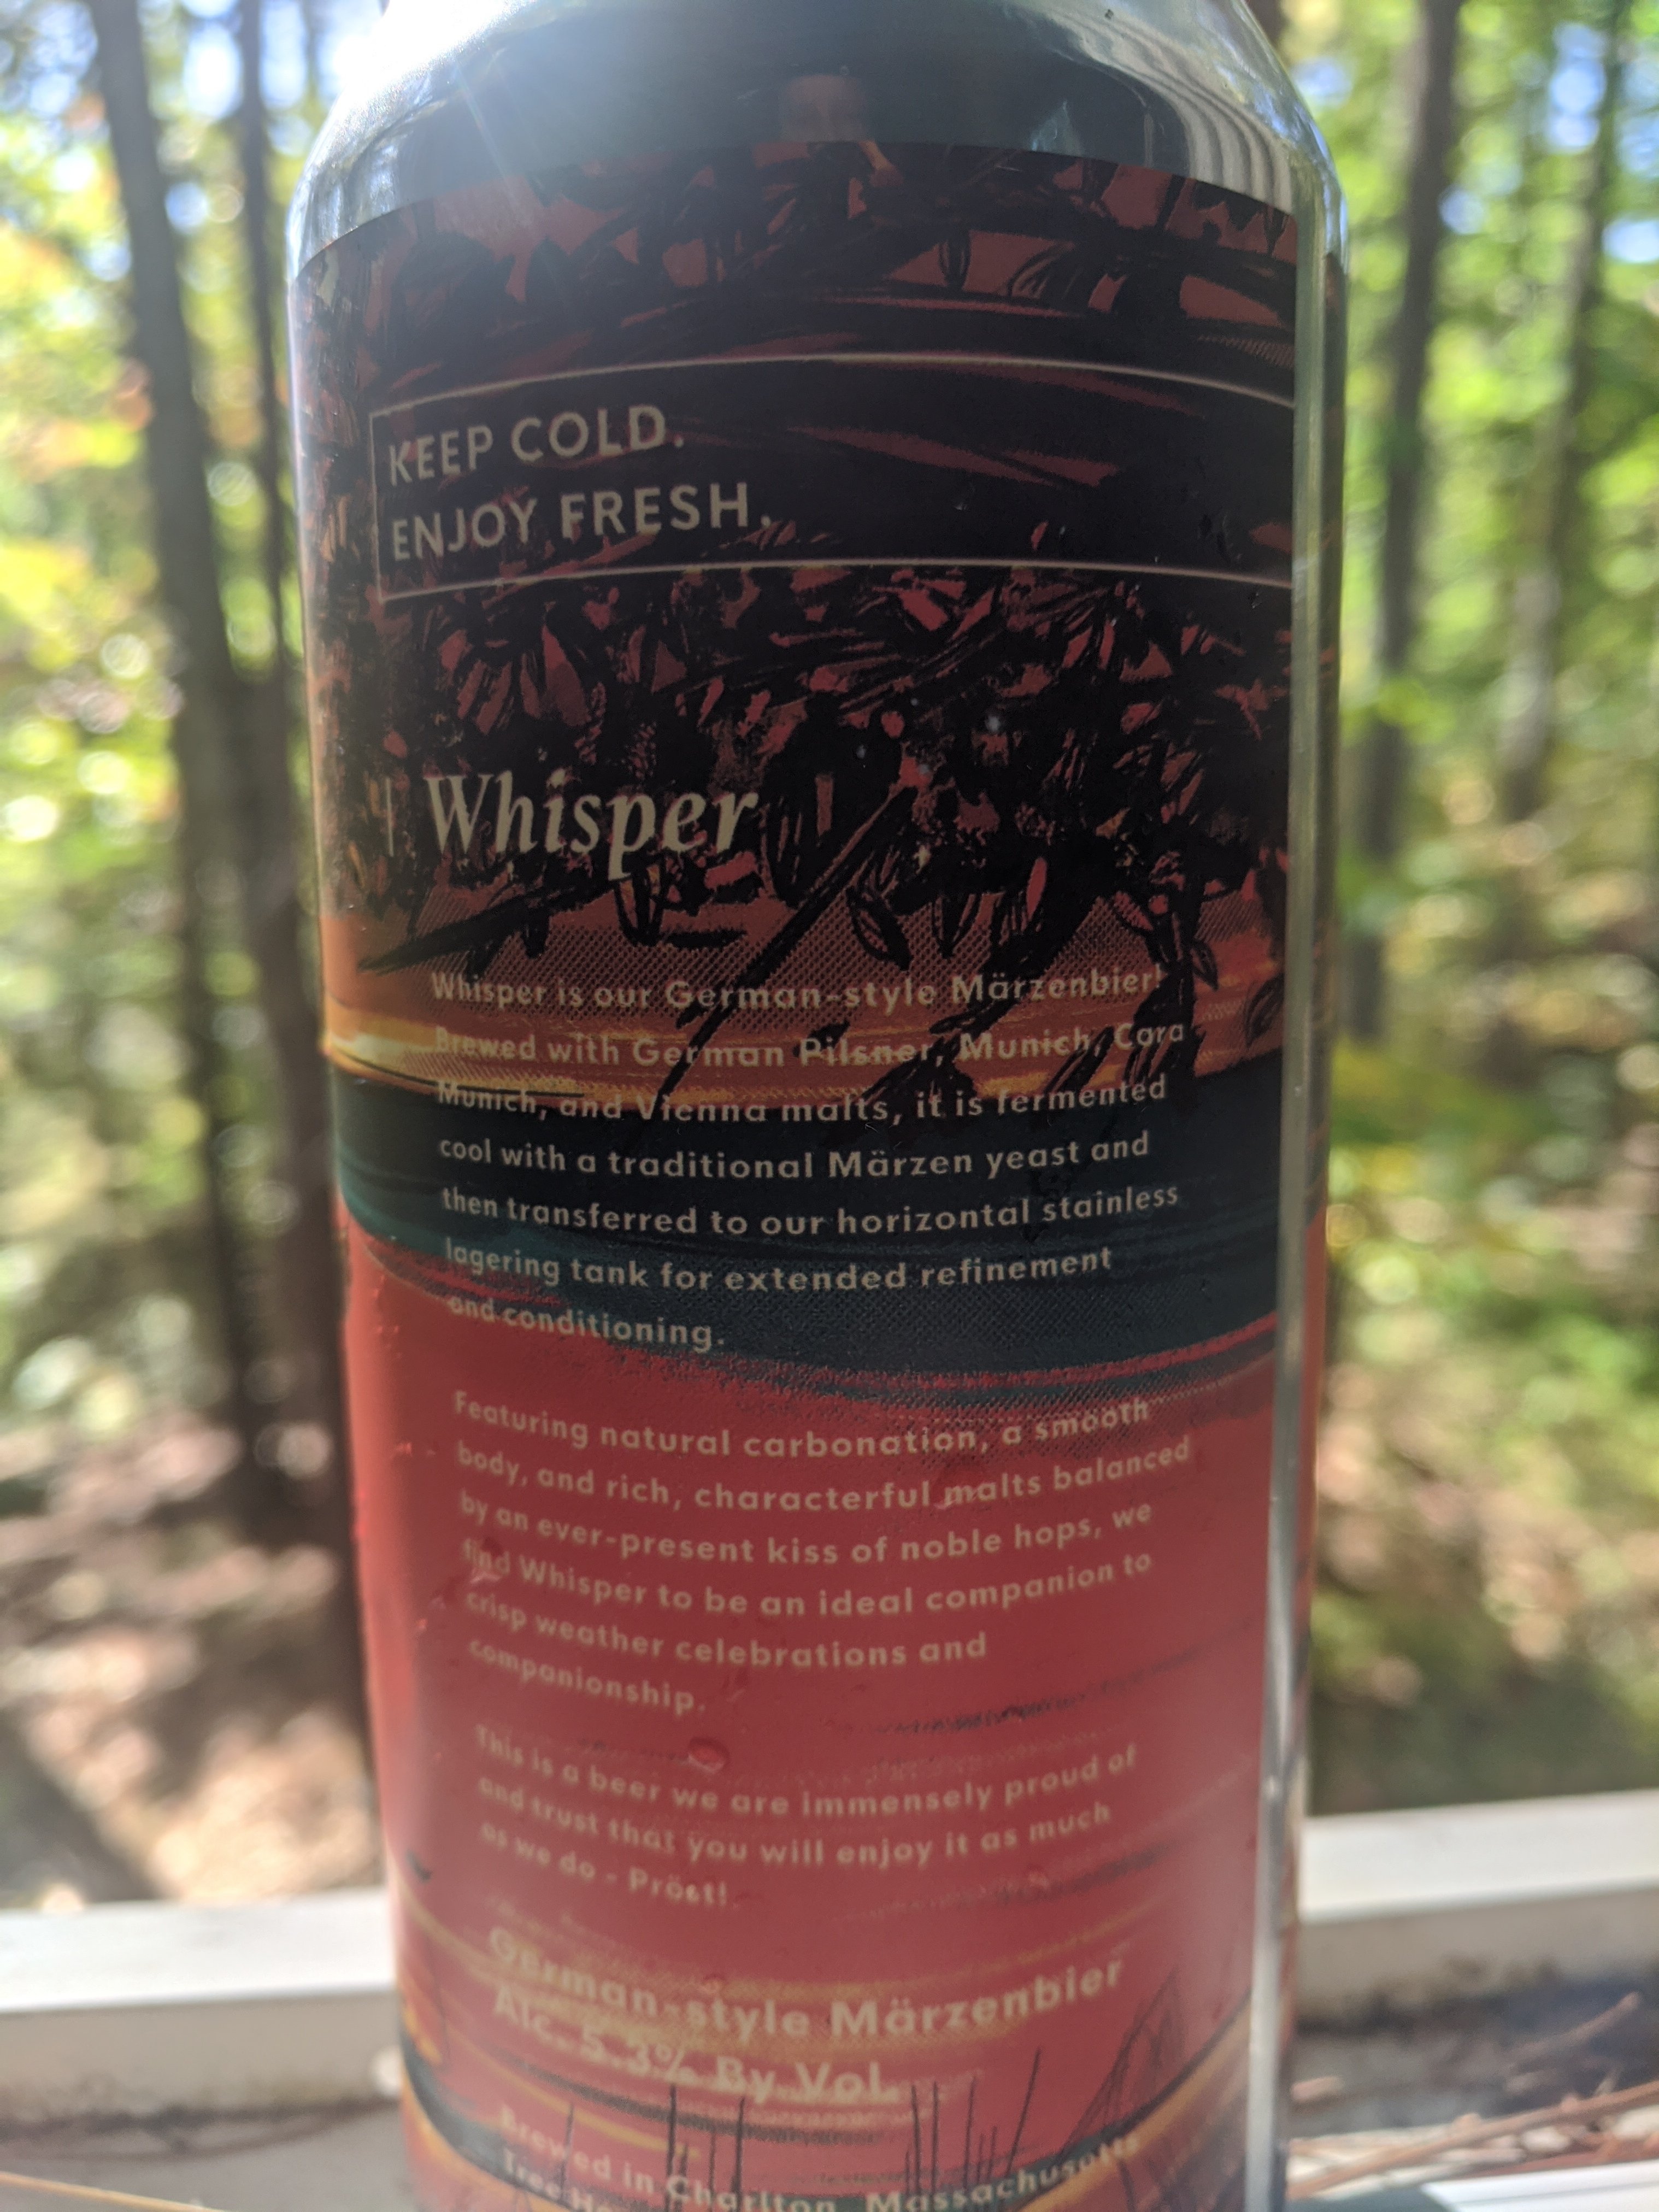 KEEP COLD.
ENJOY FRESH.
Whisper
Whisper is our German-style Märzenbier!
Brewed with German Pilsner, Munich, Cara
Munich, and Vienna malts, it is fermented
cool with a traditional Märzen yeast and
then transferred to our horizontal stainless
lagering tank for extended refinement
and conditioning.
Featuring natural carbonation, a smooth
body, and rich, characterful malts balanced
by an ever-present kiss of noble hops, we
find Whisper to be an ideal companion to
crisp weather celebrations and
companionship.
This is a beer we are immensely proud of
and trust that you will enjoy it as much
as we do - Pröst!
German-style Märzenbier
Alc. 5.3% By Vol.
Brewed in Charlton, Massachusetts
Tree